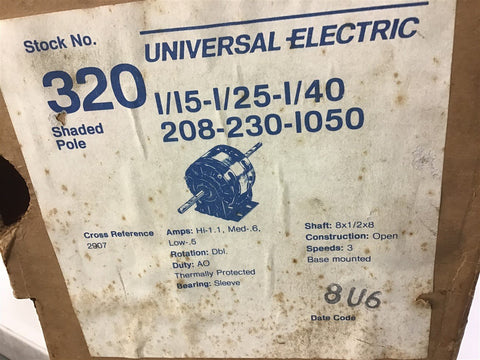 Stock No.
UNIVERSAL ELECTRIC
320
1/15-1/25-1/40
208-230-1050
Shaded
Pole
Cross Reference
2907
Amps: Hi-1.1, Med-.6,
Low-.5
Rotation: Dbl.
Duty: AO
Thermally Protected
Bearing: Sleeve
Shaft: 8x1/2x8
Construction: Open
Speeds: 3
Base mounted
8U6
Date Code